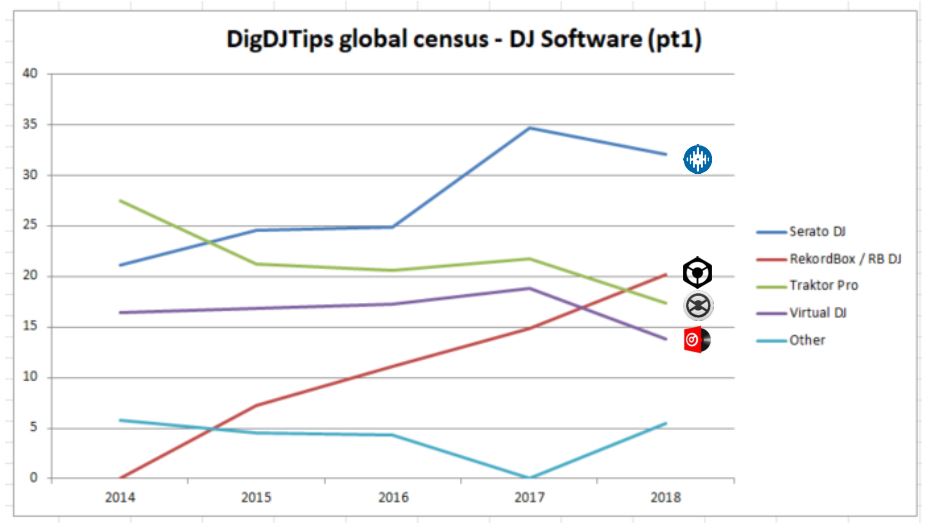 DigDJTips global census - DJ Software (pt1)
40
35
30
25
20
15
10
5
0
2014 2015 2016 2017 2018
Serato DJ
RekordBox / RB DJ
Traktor Pro
Virtual DJ
Other